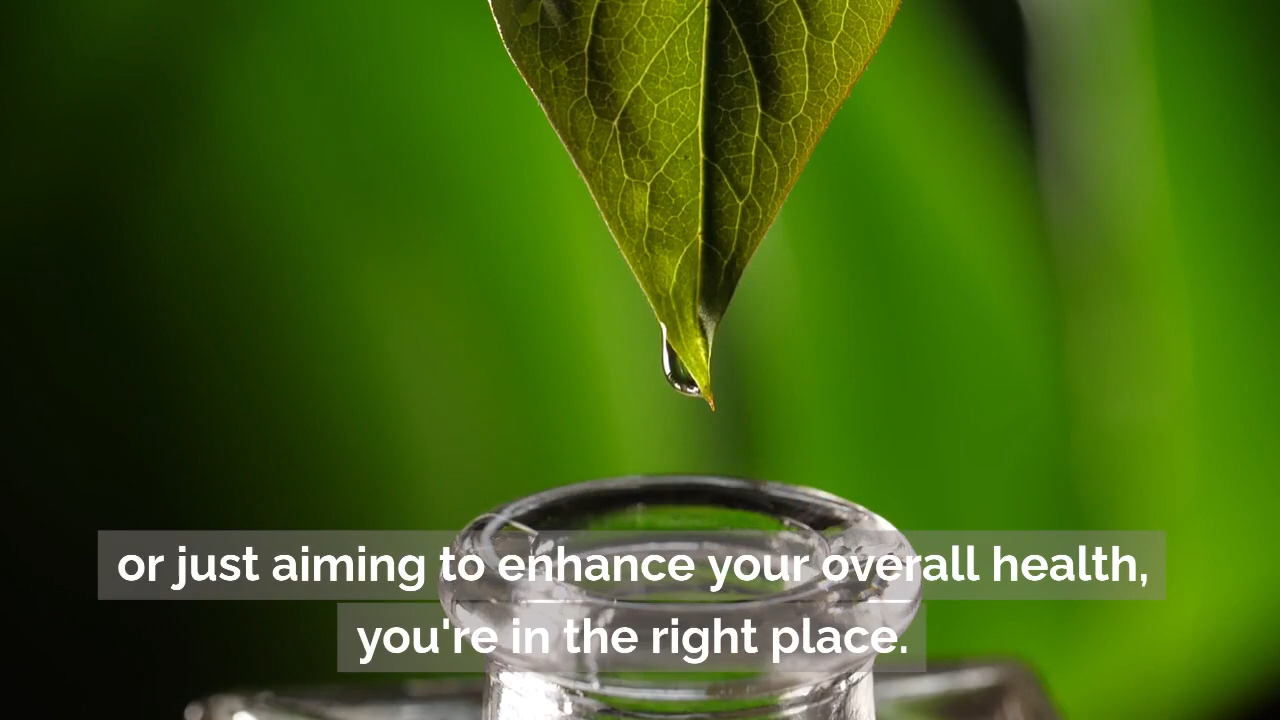 or just aiming to enhance your overall health,
you're in the right place.